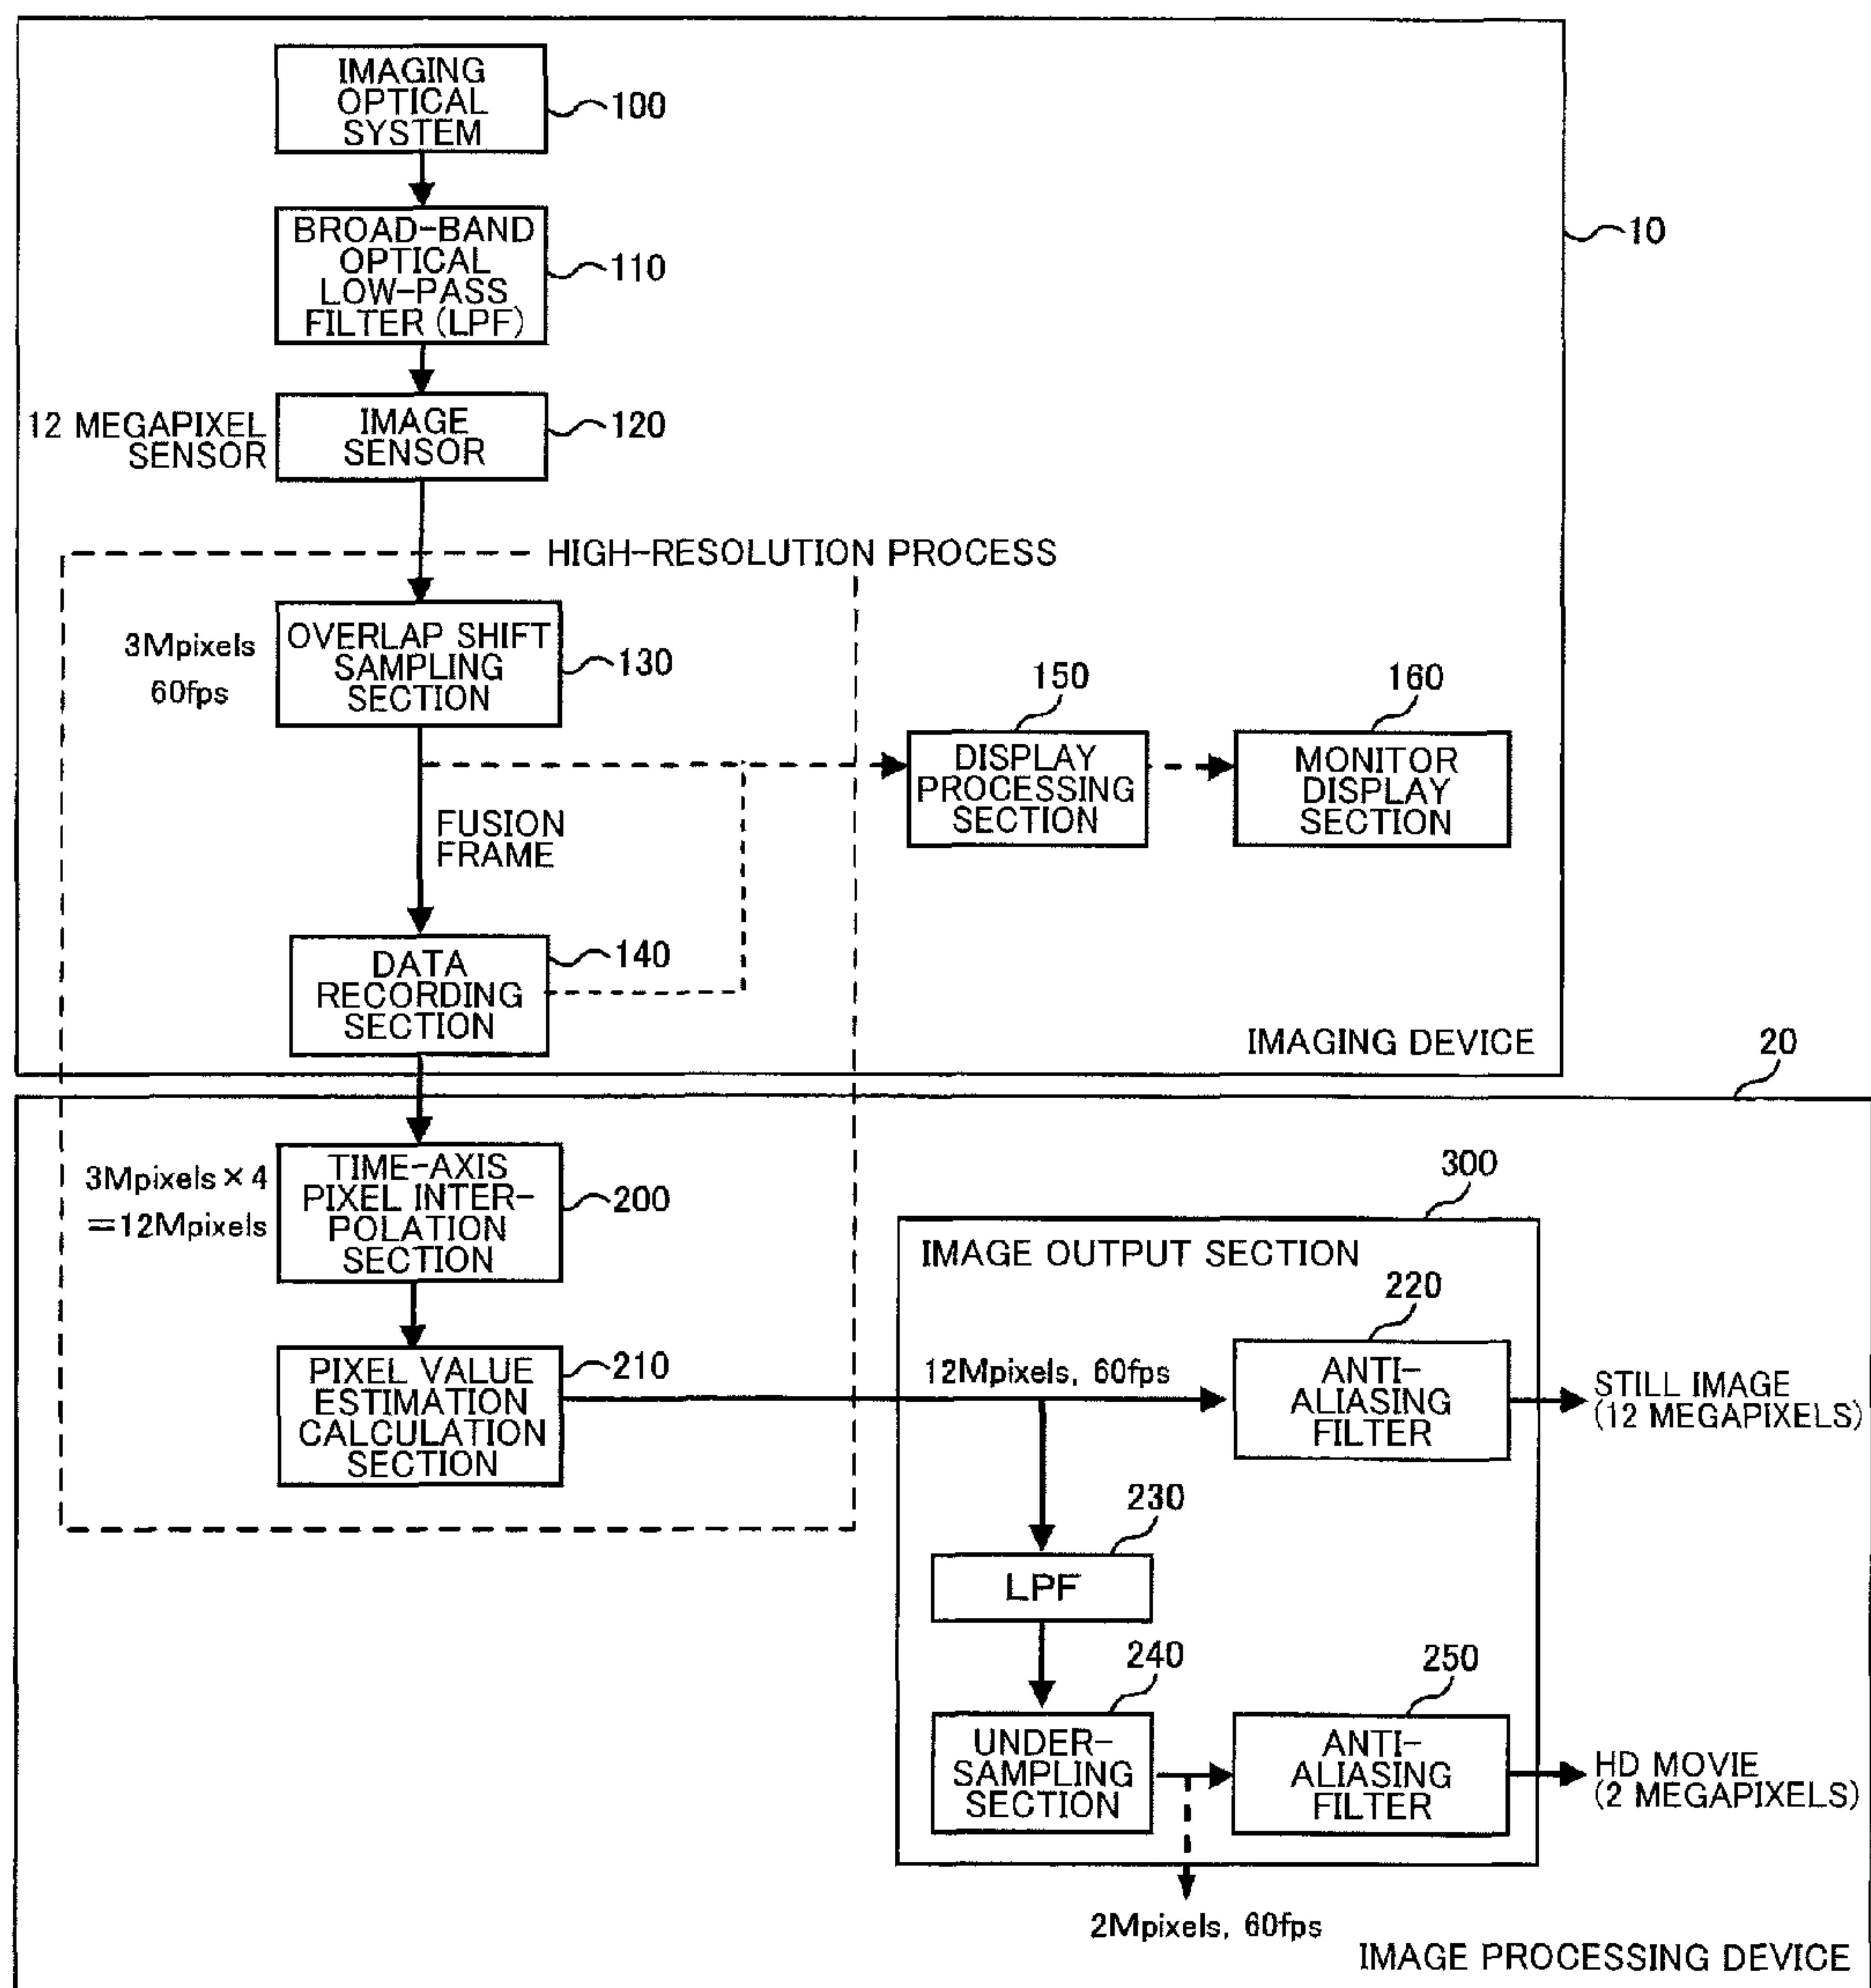 IMAGING
OPTICAL
SYSTEM
100
BROAD-BAND
OPTICAL
LOW-PASS
FILTER (LPF)
110
10
12 MEGAPIXEL
SENSOR
IMAGE
SENSOR
120
HIGH-RESOLUTION PROCESS
3Mpixels
60fps
OVERLAP SHIFT
SAMPLING
SECTION
130
150
DISPLAY
PROCESSING
SECTION
160
MONITOR
DISPLAY
SECTION
FUSION
FRAME
DATA
RECORDING
SECTION
140
IMAGING DEVICE
20
3Mpixels × 4
=12Mpixels
TIME-AXIS
PIXEL INTER-
POLATION
SECTION
200
300
IMAGE OUTPUT SECTION
PIXEL VALUE
ESTIMATION
CALCULATION
SECTION
210
12Mpixels, 60fps
220
ANTI-
ALIASING
FILTER
STILL IMAGE
(12 MEGAPIXELS)
230
LPF
240
UNDER-
SAMPLING
SECTION
250
ANTI-
ALIASING
FILTER
HD MOVIE
(2 MEGAPIXELS)
2Mpixels, 60fps
IMAGE PROCESSING DEVICE